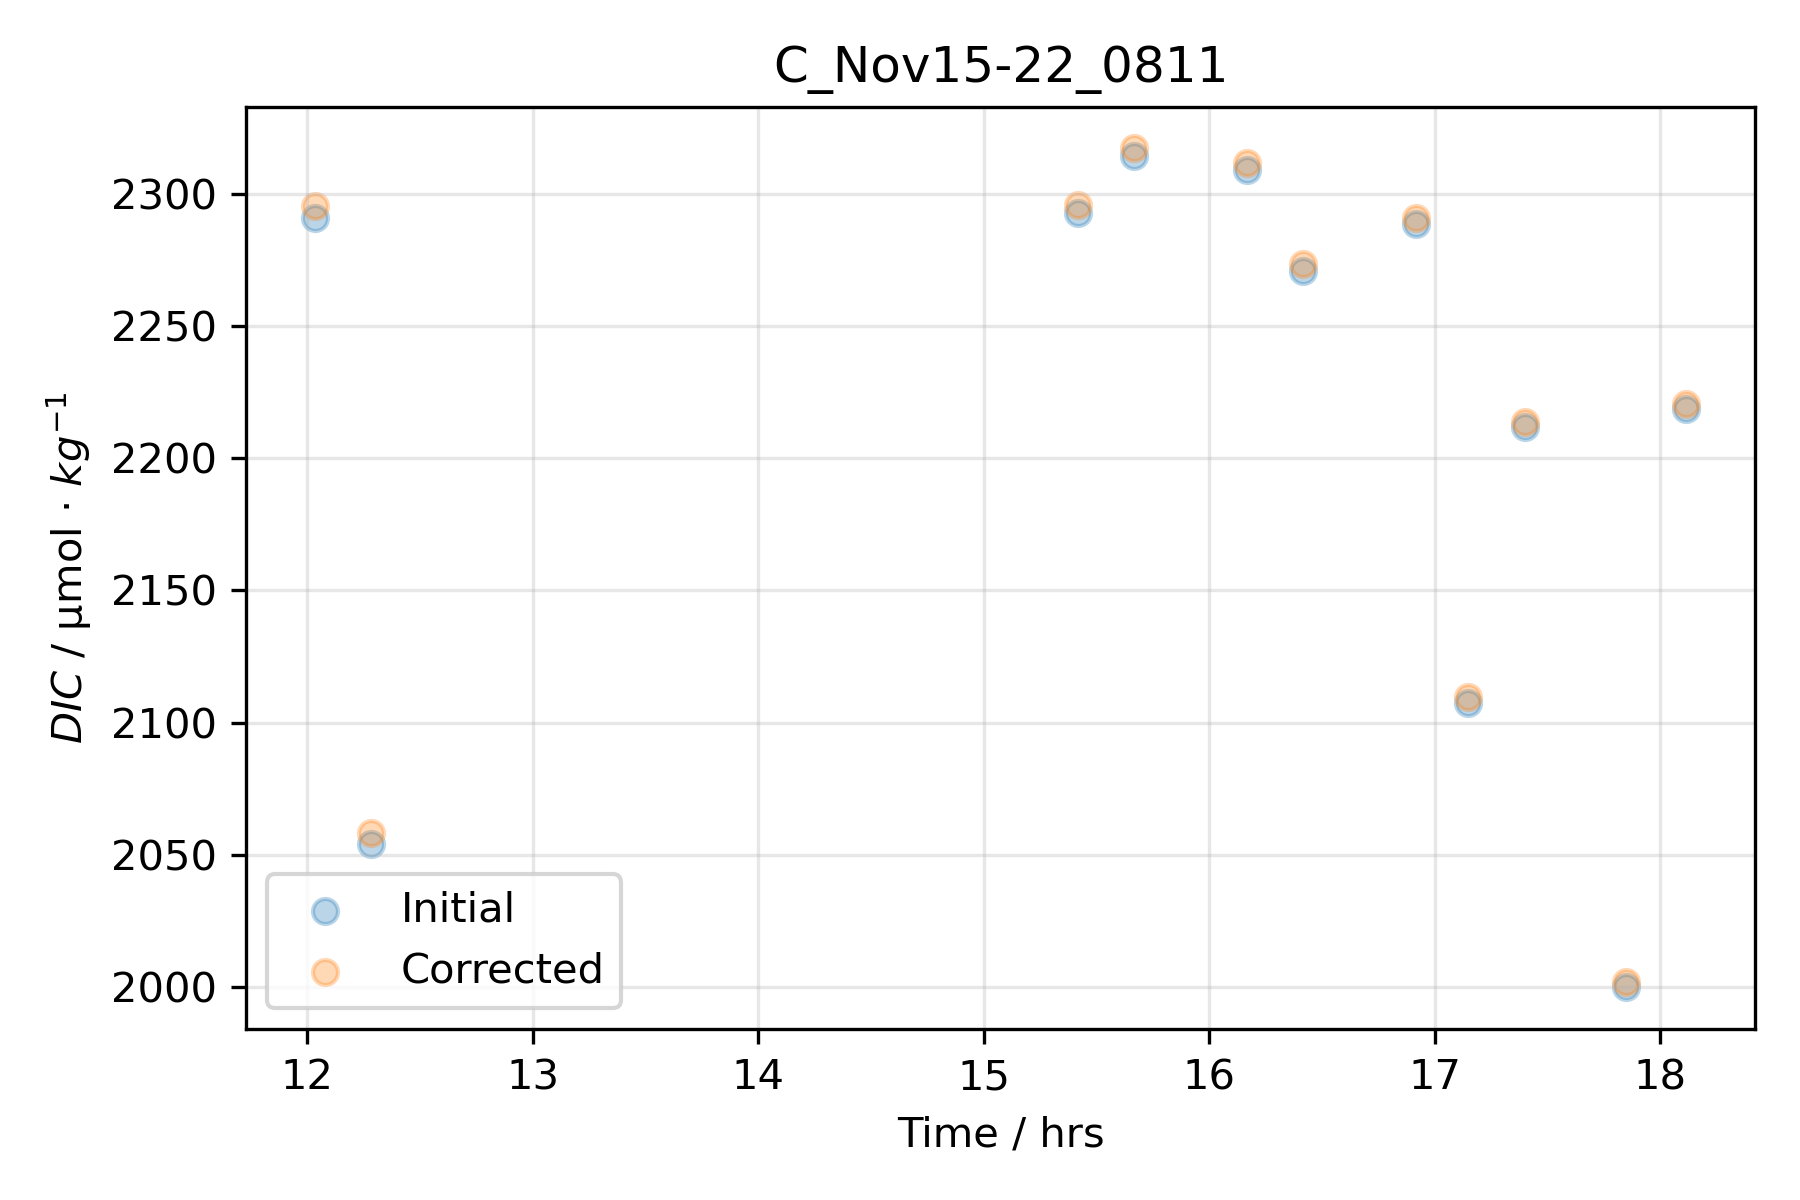 C_Nov15-22_0811
DIC / µmol · kg⁻¹
2300
2250
2200
2150
2100
2050
2000
Initial
Corrected
12 13 14 15 16 17 18
Time / hrs